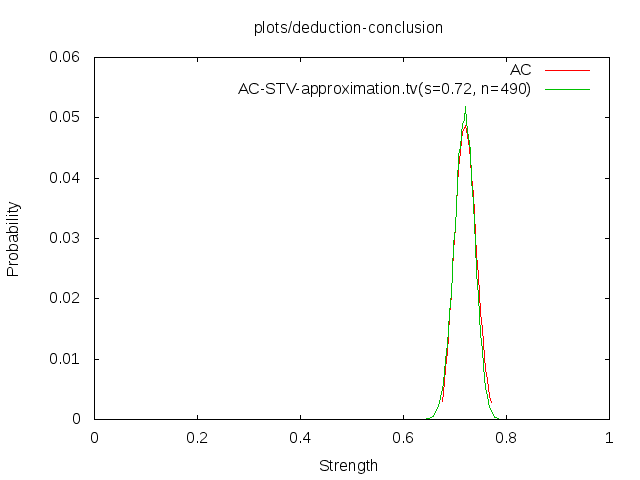 plots/deduction-conclusion
AC
AC-STV-approximation.tv(s=0.72, n=490)
0.06
0.05
0.04
0.03
0.02
0.01
0
Probability
0
0.2
0.4
0.6
0.8
1
Strength